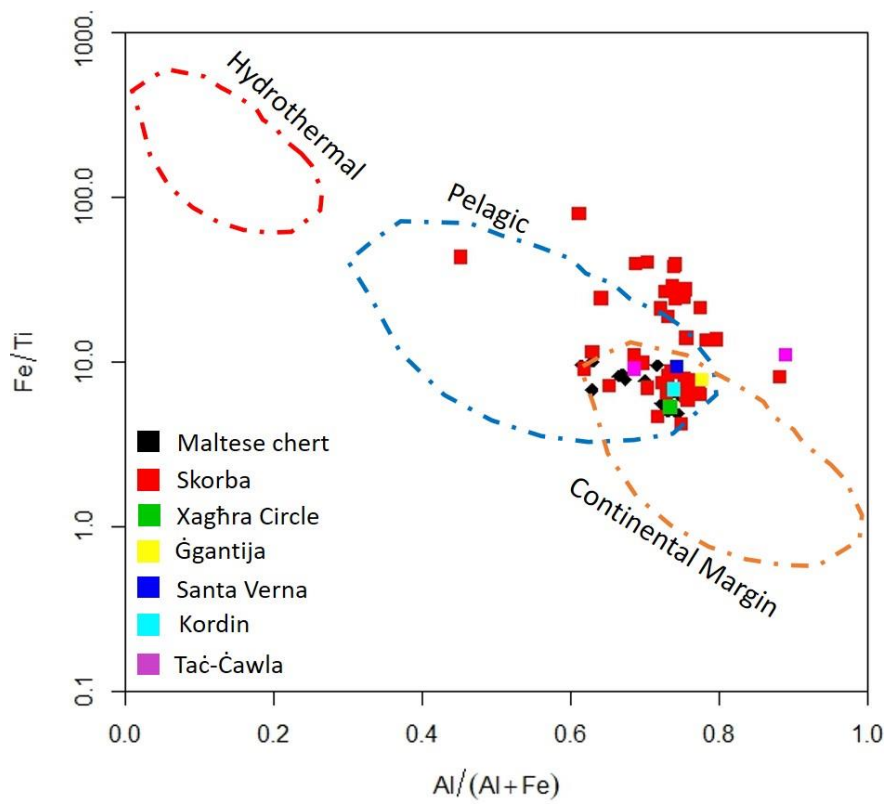 1000.
100.0
10.0
1.0
0.1
Fe/Ti
Hydrothermal
Pelagic
Continental Margin
Maltese chert
Skorba
Xagħra Circle
Ġgantija
Santa Verna
Kordin
Taċ-Ċawla
0.0 0.2 0.4 0.6 0.8 1.0
Al/(Al+Fe)